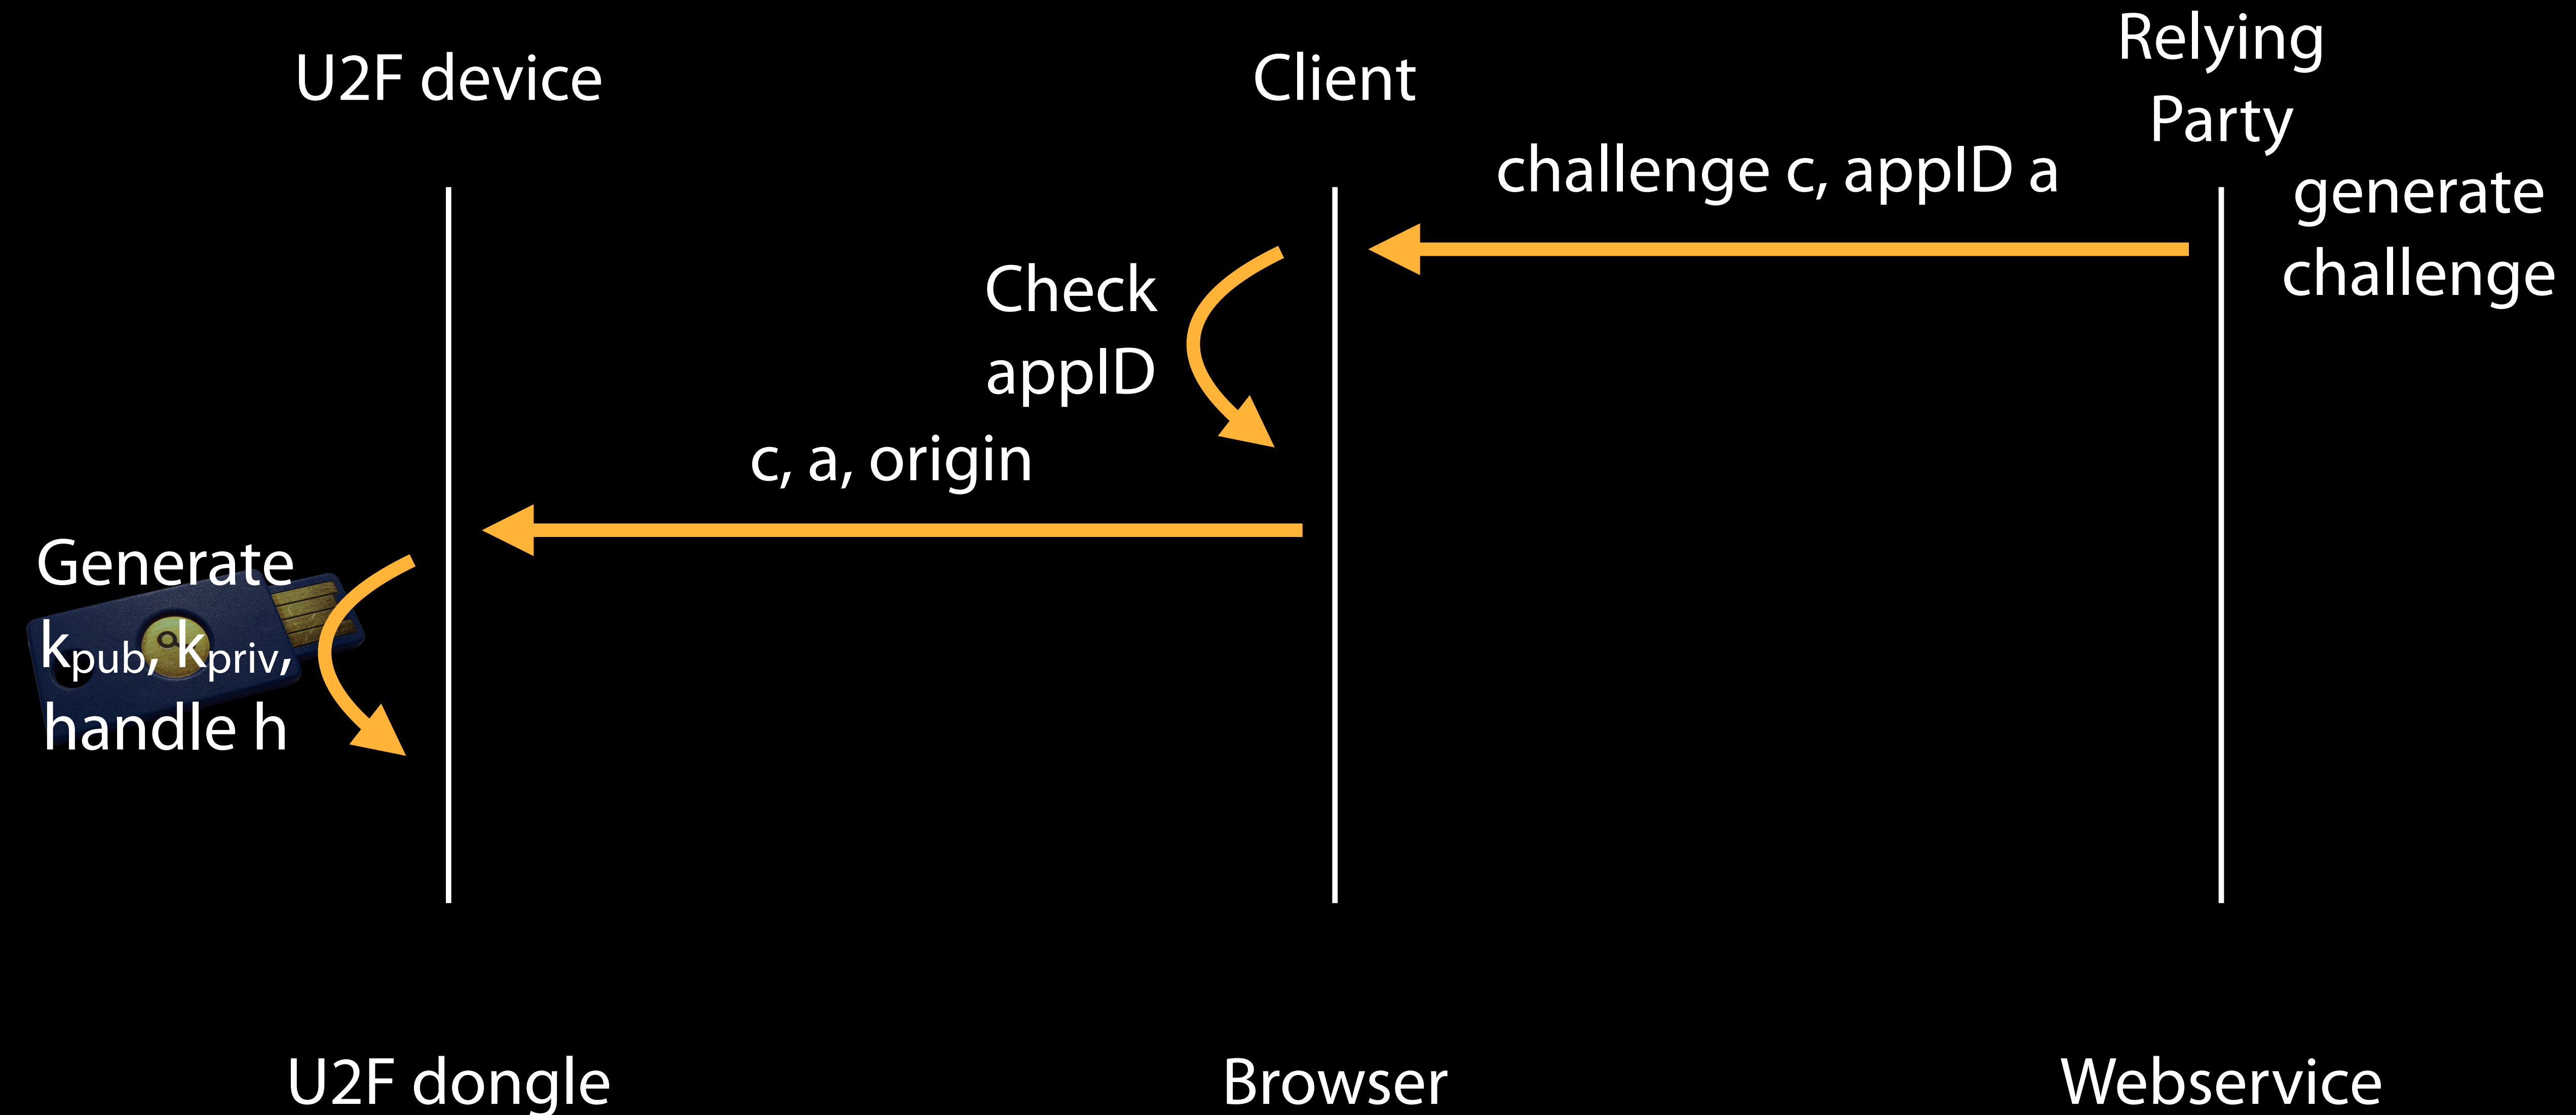 U2F device
Client
Relying
Party
challenge c, appID a
generate
challenge
Check
appID
c, a, origin
Generate
kpub, kpriv,
handle h
U2F dongle
Browser
Webservice